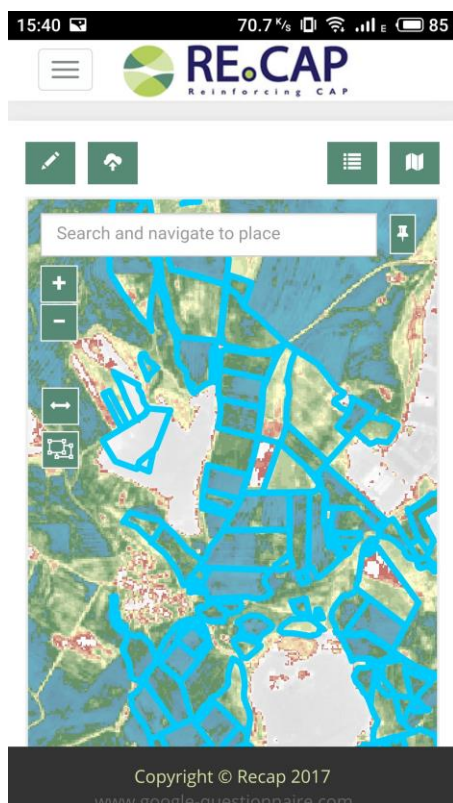 15:40 70.7 K/s E 85
RE.CAP
Reinforcing CAP
Search and navigate to place
+
-
Copyright © Recap 2017
www.google-questionnaire.com